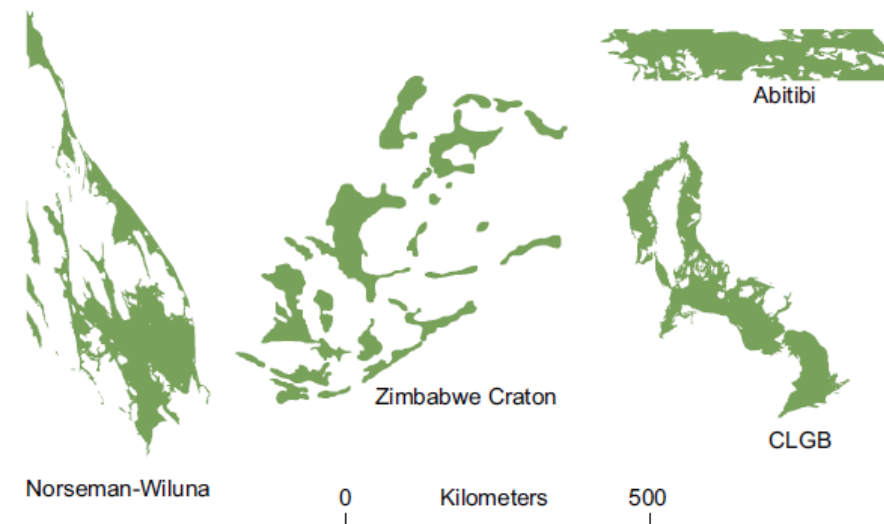 Abitibi
Zimbabwe Craton
CLGB
Norseman-Wiluna
0 Kilometers 500